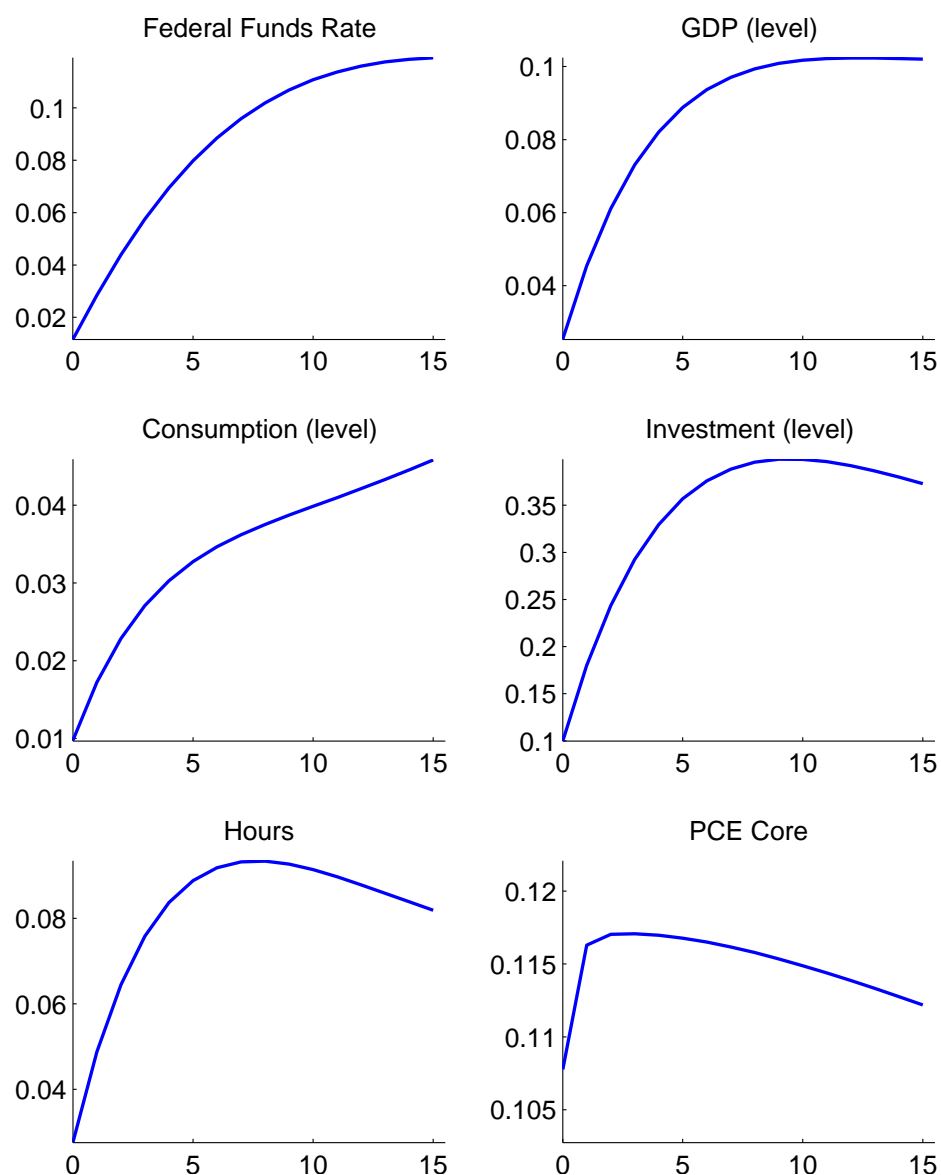 Federal Funds Rate
0.1
0.08
0.06
0.04
0.02
0 5 10 15
GDP (level)
0.1
0.08
0.06
0.04
0 5 10 15
Consumption (level)
0.04
0.03
0.02
0.01
0 5 10 15
Investment (level)
0.35
0.3
0.25
0.2
0.15
0.1
0 5 10 15
Hours
0.08
0.06
0.04
0 5 10 15
PCE Core
0.12
0.115
0.11
0.105
0 5 10 15